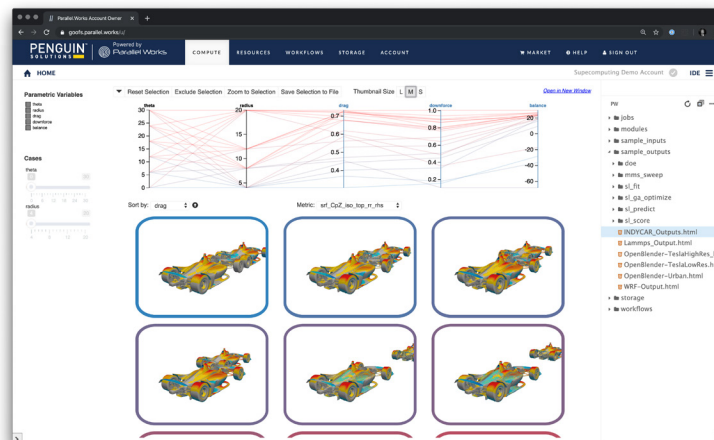 Parallel.Works Account Owner
goofs.parallel.works/u/
PENGUIN SOLUTIONS
Powered by Parallel Works
COMPUTE RESOURCES WORKFLOWS STORAGE ACCOUNT
MARKET HELP SIGN OUT
HOME
Supercomputing Demo Account
IDE
Parametric Variables
theta
radius
drag
downforce
balance
Reset Selection Exclude Selection Zoom to Selection Save Selection to File Thumbnail Size L M S
Open in New Window
theta radius drag downforce balance
30
25
20
15
10
5
0
20
15
10
5
0.7
0.6
0.5
0.4
1.0
0.8
0.6
0.4
0.2
20
0
-20
-40
-60
Cases
theta
radius
Sort by: drag
Metric: srf_CpZ_iso_top_rr_rhs
PW
jobs
modules
sample_inputs
sample_outputs
doe
mms_sweep
sl_fit
sl_ga_optimize
sl_predict
sl_score
INDYCAR_Outputs.html
Lammps_Output.html
OpenBlender-TeslaHighRes_
OpenBlender-TeslaLowRes.h
OpenBlender-Urban.html
WRF-Output.html
storage
workflows